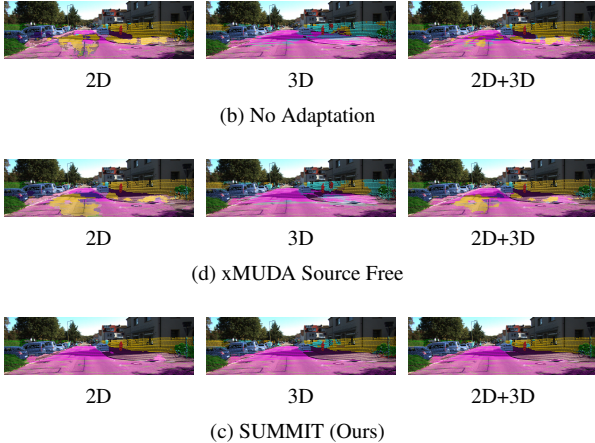 2D 3D 2D+3D
(b) No Adaptation
2D 3D 2D+3D
(d) xMUDA Source Free
2D 3D 2D+3D
(c) SUMMIT (Ours)